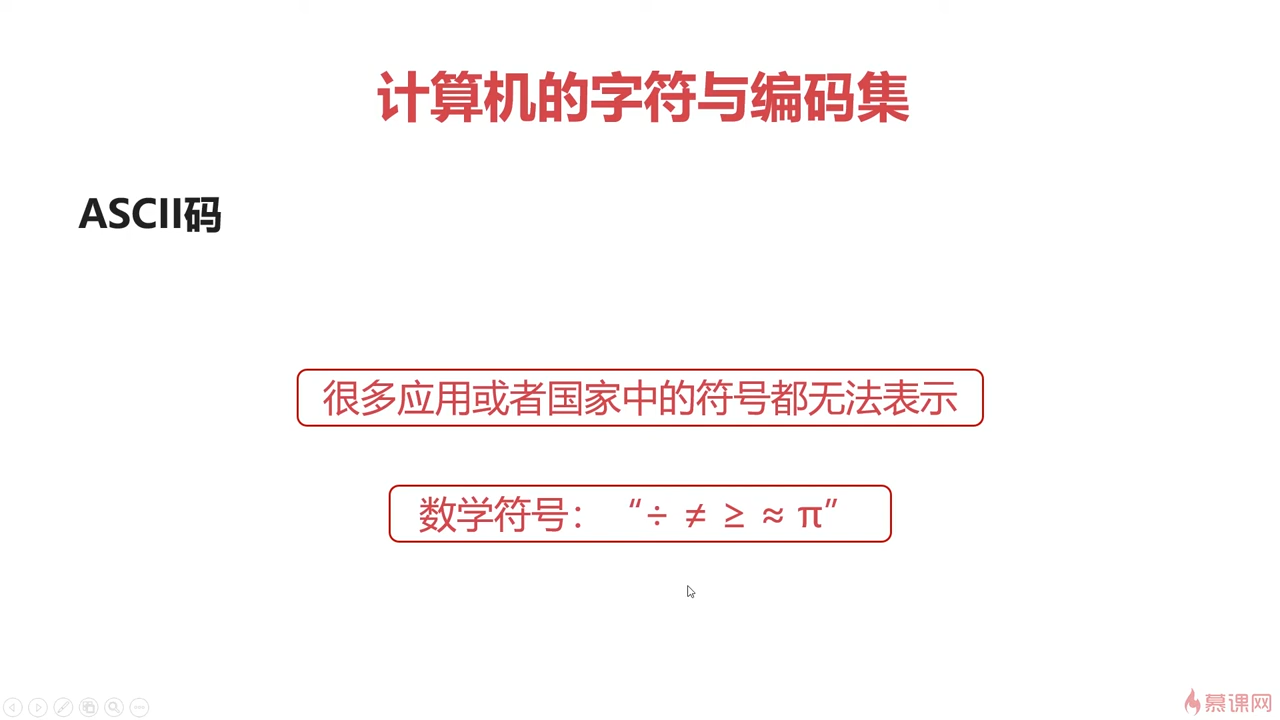 计算机的字符与编码集
ASCII码
很多应用或者国家中的符号都无法表示
数学符号：“÷ ≠ ≥ ≈ π”
慕课网